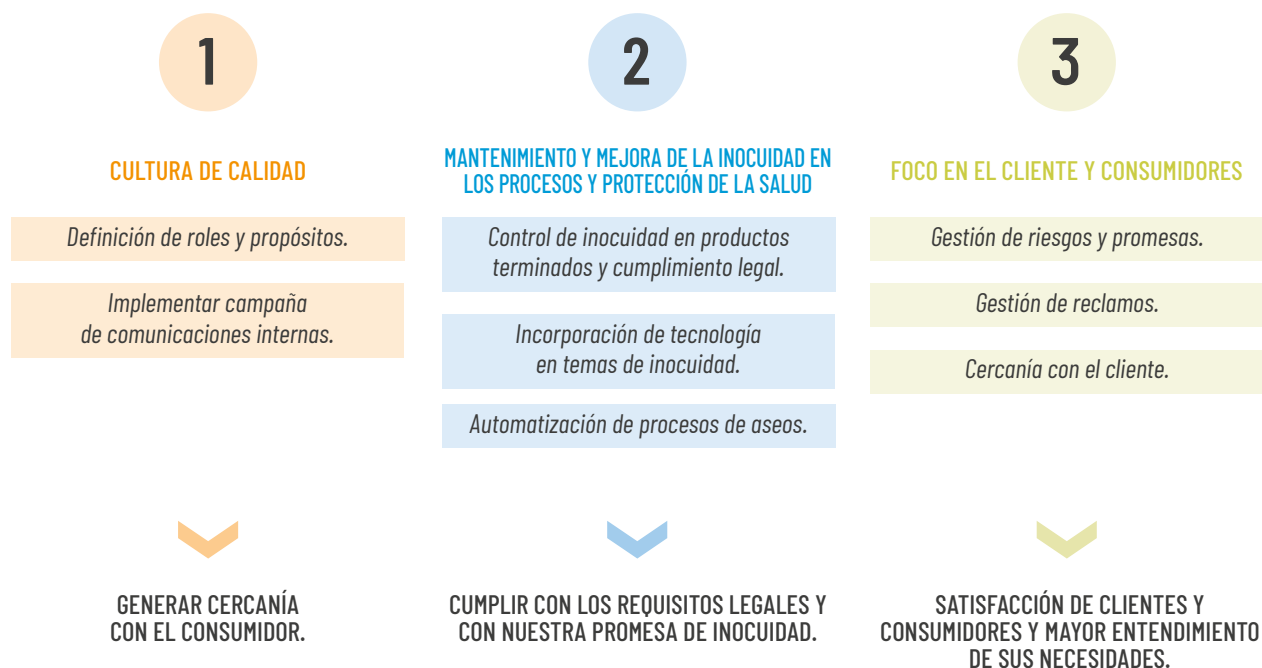 1
CULTURA DE CALIDAD
Definición de roles y propósitos.
Implementar campaña
de comunicaciones internas.
GENERAR CERCANÍA
CON EL CONSUMIDOR.
2
MANTENIMIENTO Y MEJORA DE LA INOCUIDAD EN
LOS PROCESOS Y PROTECCIÓN DE LA SALUD
Control de inocuidad en productos
terminados y cumplimiento legal.
Incorporación de tecnología
en temas de inocuidad.
Automatización de procesos de aseos.
CUMPLIR CON LOS REQUISITOS LEGALES Y
CON NUESTRA PROMESA DE INOCUIDAD.
3
FOCO EN EL CLIENTE Y CONSUMIDORES
Gestión de riesgos y promesas.
Gestión de reclamos.
Cercanía con el cliente.
SATISFACCIÓN DE CLIENTES Y
CONSUMIDORES Y MAYOR ENTENDIMIENTO
DE SUS NECESIDADES.